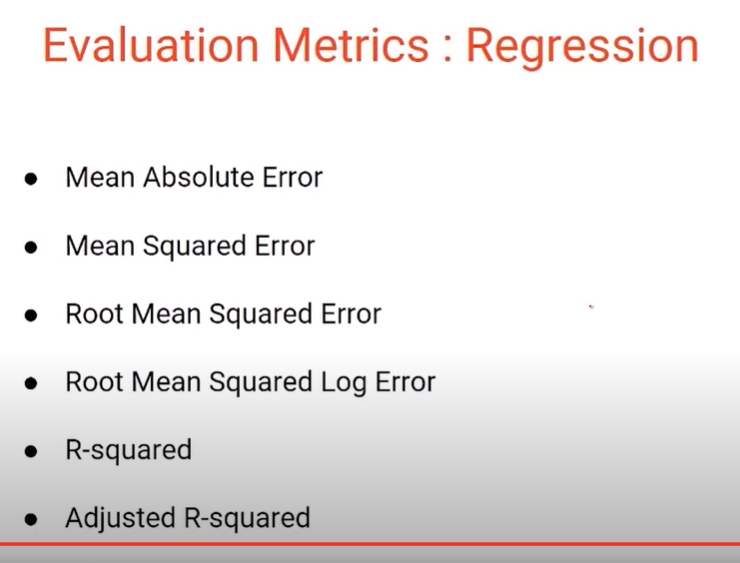 Evaluation Metrics : Regression
● Mean Absolute Error
● Mean Squared Error
● Root Mean Squared Error
● Root Mean Squared Log Error
● R-squared
● Adjusted R-squared